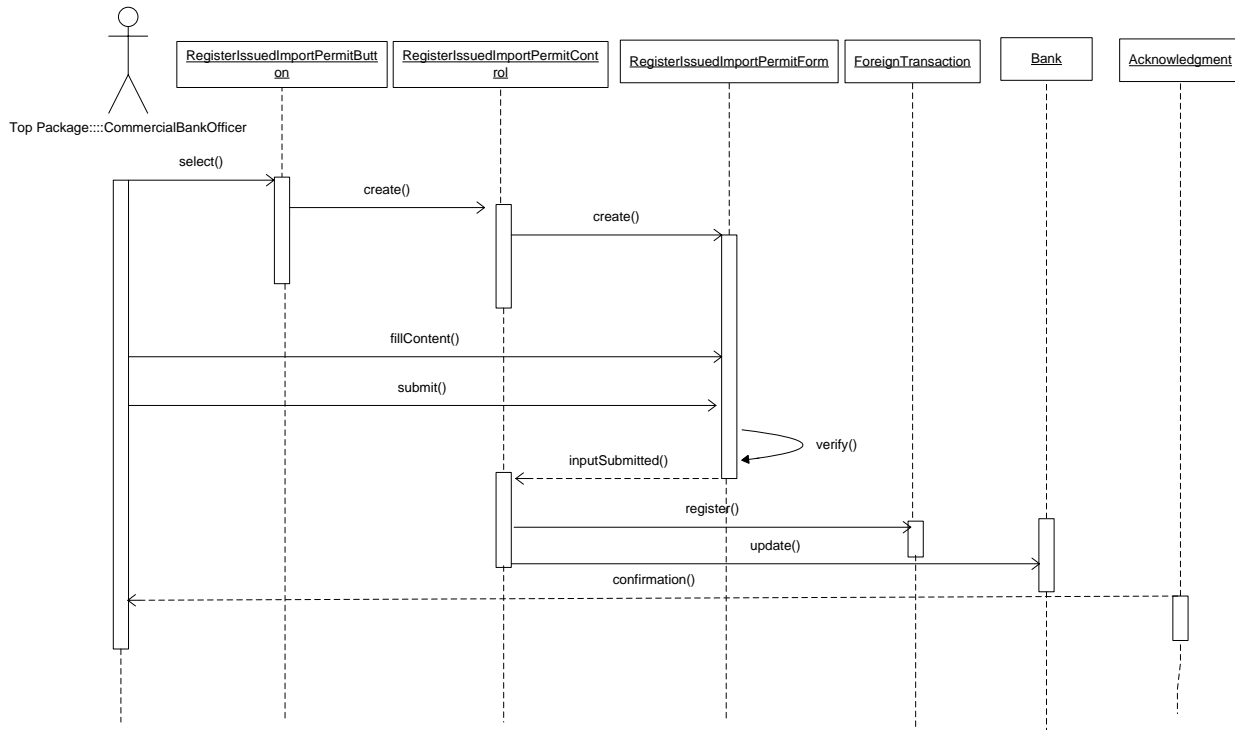 RegisterIssuedImportPermitButt
on
RegisterIssuedImportPermitCont
rol
RegisterIssuedImportPermitForm
ForeignTransaction
Bank
Acknowledgment
Top Package::::CommercialBankOfficer
select()
create()
create()
fillContent()
submit()
verify()
inputSubmitted()
register()
update()
confirmation()